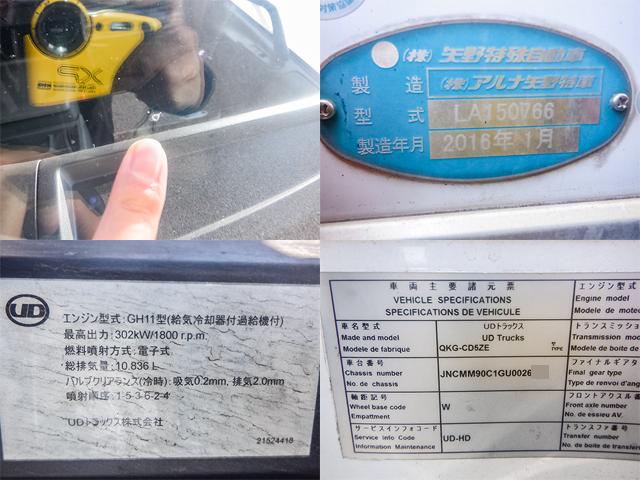 (株) 矢野特殊自動車
製造 (株)アルナ矢野特車
型式 LA150766
製造年月 2016年1月
UD
エンジン型式:GH11型(給気冷却器付過給機付)
最高出力:302kW/1800 r.p.m.
燃料噴射方式:電子式
総排気量:10.836L
バルブクリアランス(冷時):吸気0.2mm, 排気2.0mm
噴射順序:1-5-3-6-2-4
UDトラックス株式会社
21524418
車両主要諸元票
VEHICLE SPECIFICATIONS
SPECIFICATIONS DE VEHICULE
車名型式
Made and model
Modele de fabrique
UDトラックス
UD Trucks
QKG-CD5ZE
TYPE
車台番号
Chassis number
No. de chassis
JNCMM90C1GU0026
軸距記号
Wheel base code
Empattment
W
サービスインフォコード
Service Info Code
Information Maintenance
UD-HD
エンジン型式
Engine model
Modele de mote
トランスミッシ
Transmission mod
Modele de boite de
ファイナルギア
Final gear type
Type de renvoi d'ang
フロントアクスル
Front axle number
No. de essieu AV.
トランスファ番号
Transfer number
No. de boite de transf